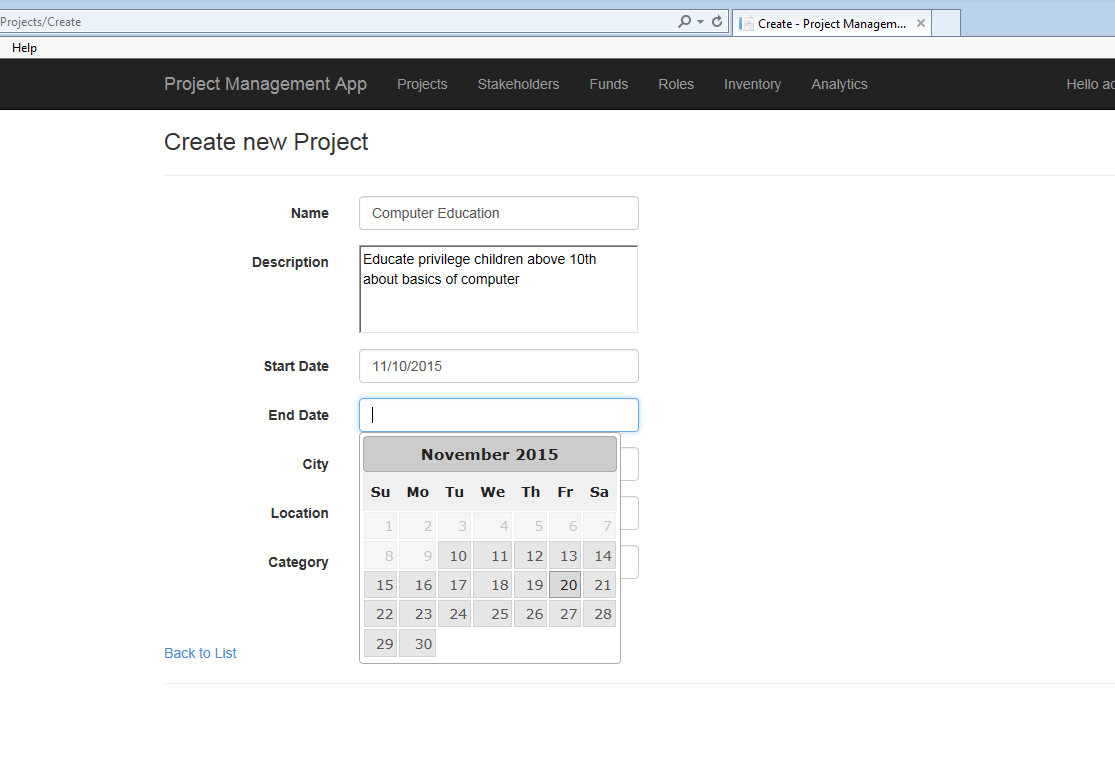 Projects/Create
Create - Project Managem...
Help
Project Management App Projects Stakeholders Funds Roles Inventory Analytics Hello
Create new Project
Name Computer Education
Description Educate privilege children above 10th
about basics of computer
Start Date 11/10/2015
End Date
November 2015
City
Su Mo Tu We Th Fr Sa
Location
1 2 3 4 5 6 7
8 9 10 11 12 13 14
Category
15 16 17 18 19 20 21
22 23 24 25 26 27 28
29 30
Back to List